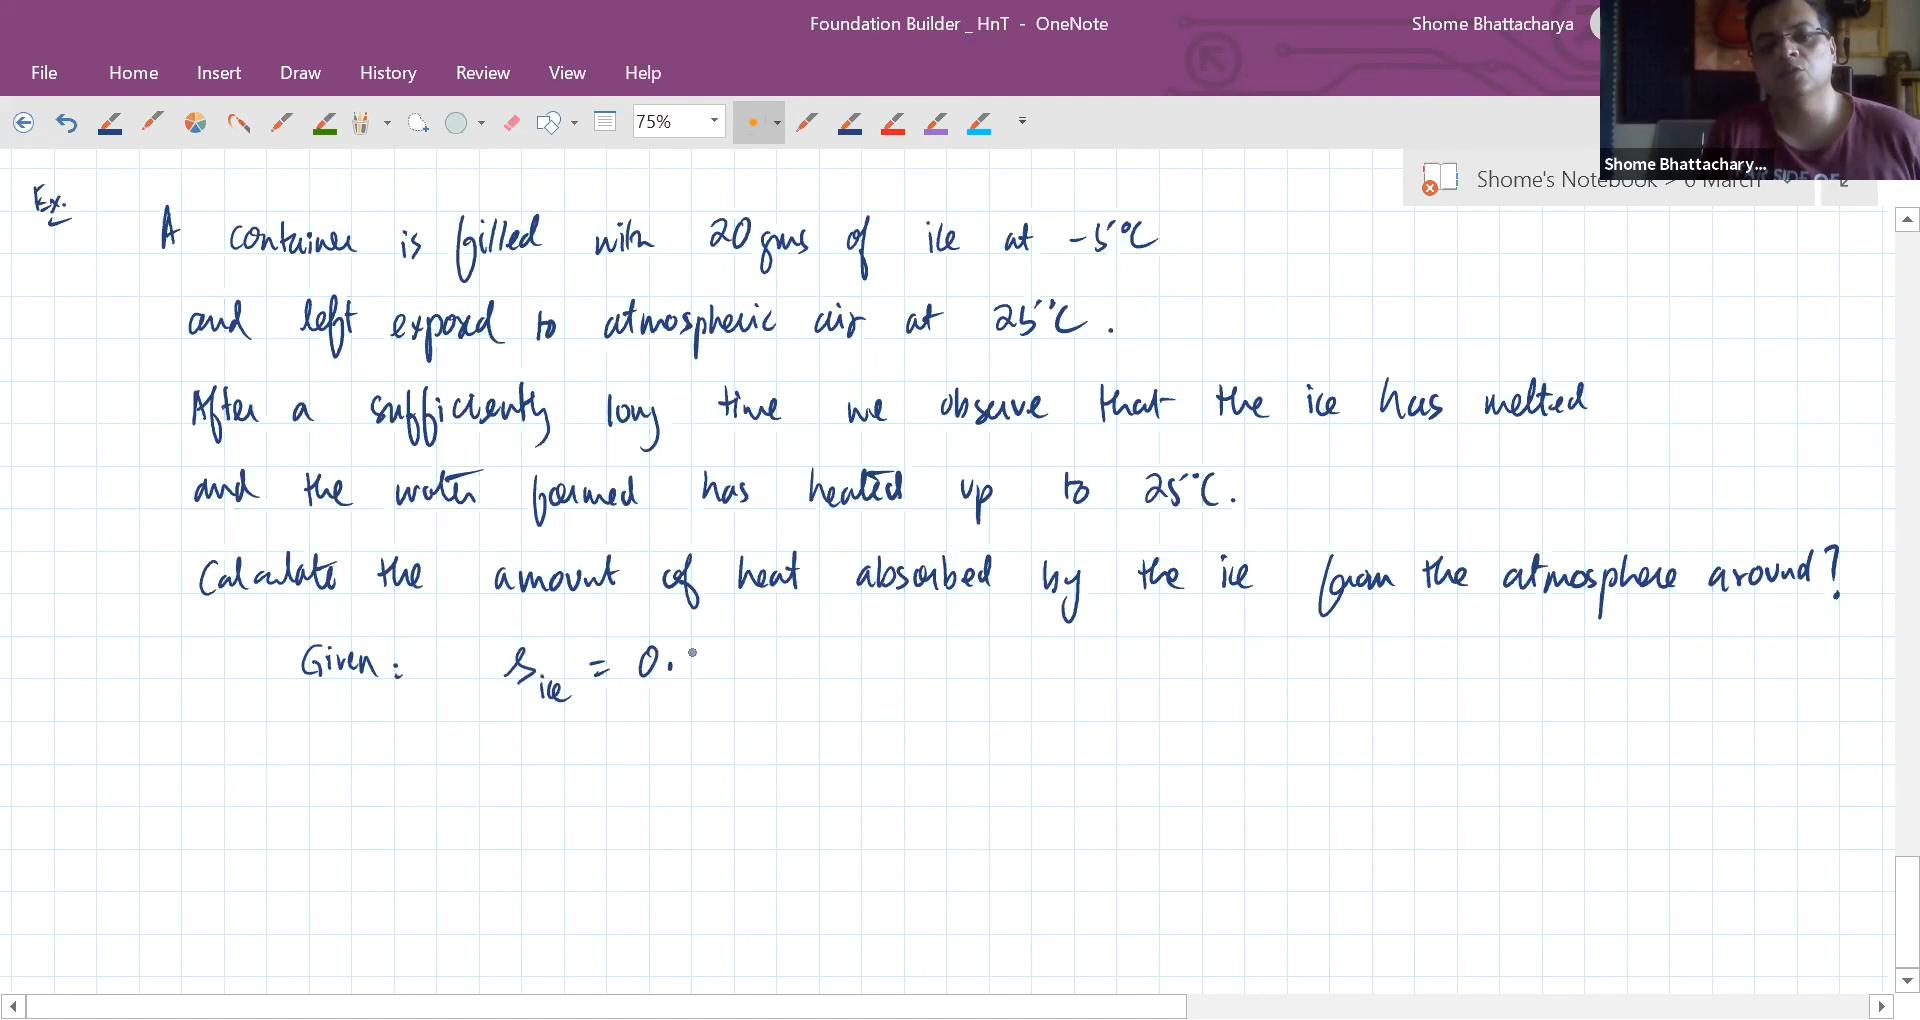 Foundation Builder _ HnT - OneNote
Shome Bhattacharya
File Home Insert Draw History Review View Help
75%
Shome Bhattachary...
Shome's Notebook > 6 March
Ex.
A container is filled with 20 gms of ice at -5°C
and left exposed to atmospheric air at 25°C.
After a sufficiently long time we observe that the ice has melted
and the water formed has heated up to 25°C.
Calculate the amount of heat absorbed by the ice from the atmosphere around?
Given: s ice = 0.